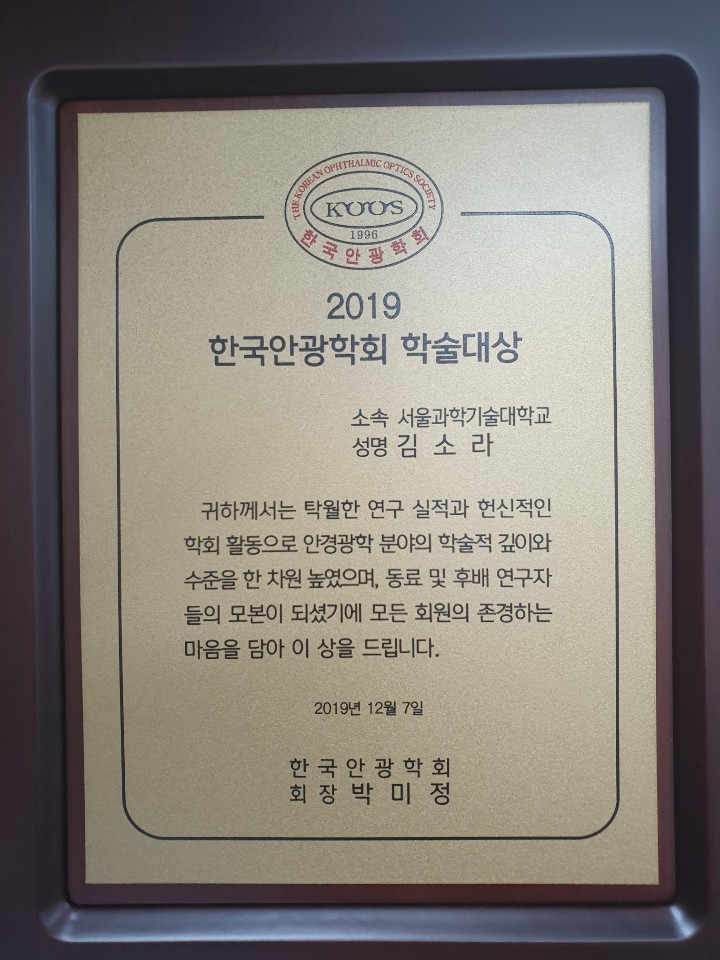 THE KOREAN OPHTHALMIC OPTICS SOCIETY
KOOS
1996
한국안광학회
2019
한국안광학회 학술대상
소속 서울과학기술대학교
성명 김 소 라
귀하께서는 탁월한 연구 실적과 헌신적인
학회 활동으로 안경광학 분야의 학술적 깊이와
수준을 한 차원 높였으며, 동료 및 후배 연구자
들의 모본이 되셨기에 모든 회원의 존경하는
마음을 담아 이 상을 드립니다.
2019년 12월 7일
한 국 안 광 학 회
회 장 박 미 정